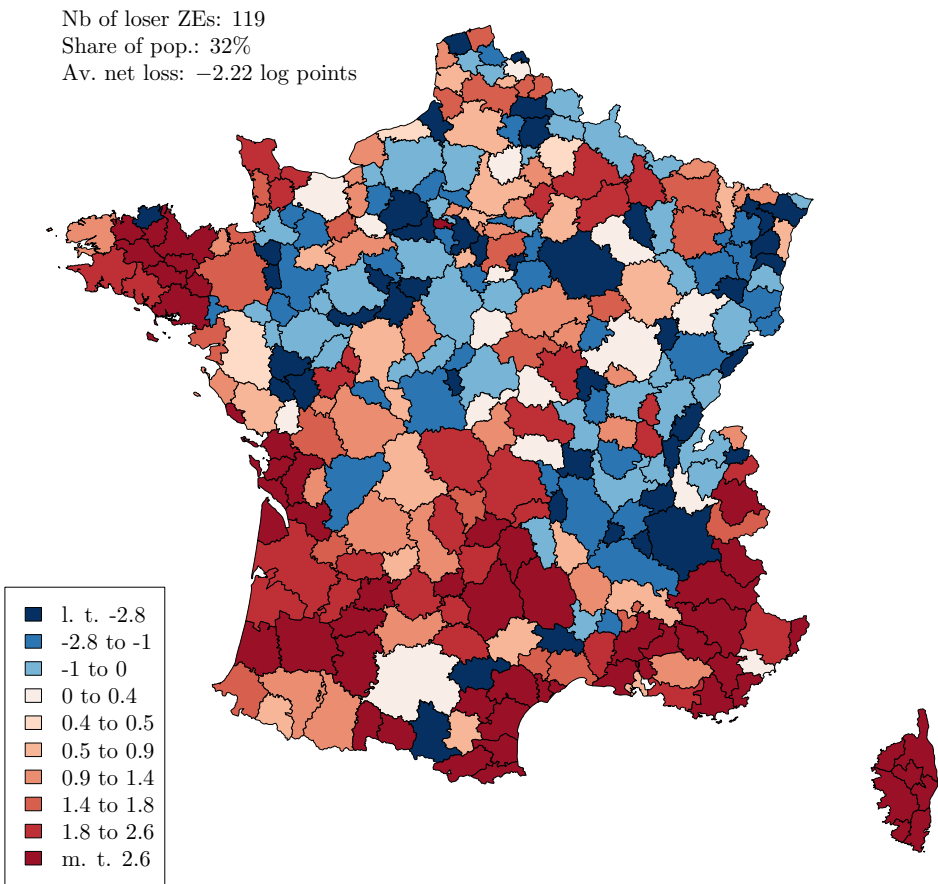 Nb of loser ZEs: 119
Share of pop.: 32%
Av. net loss: −2.22 log points
l. t. -2.8
-2.8 to -1
-1 to 0
0 to 0.4
0.4 to 0.5
0.5 to 0.9
0.9 to 1.4
1.4 to 1.8
1.8 to 2.6
m. t. 2.6